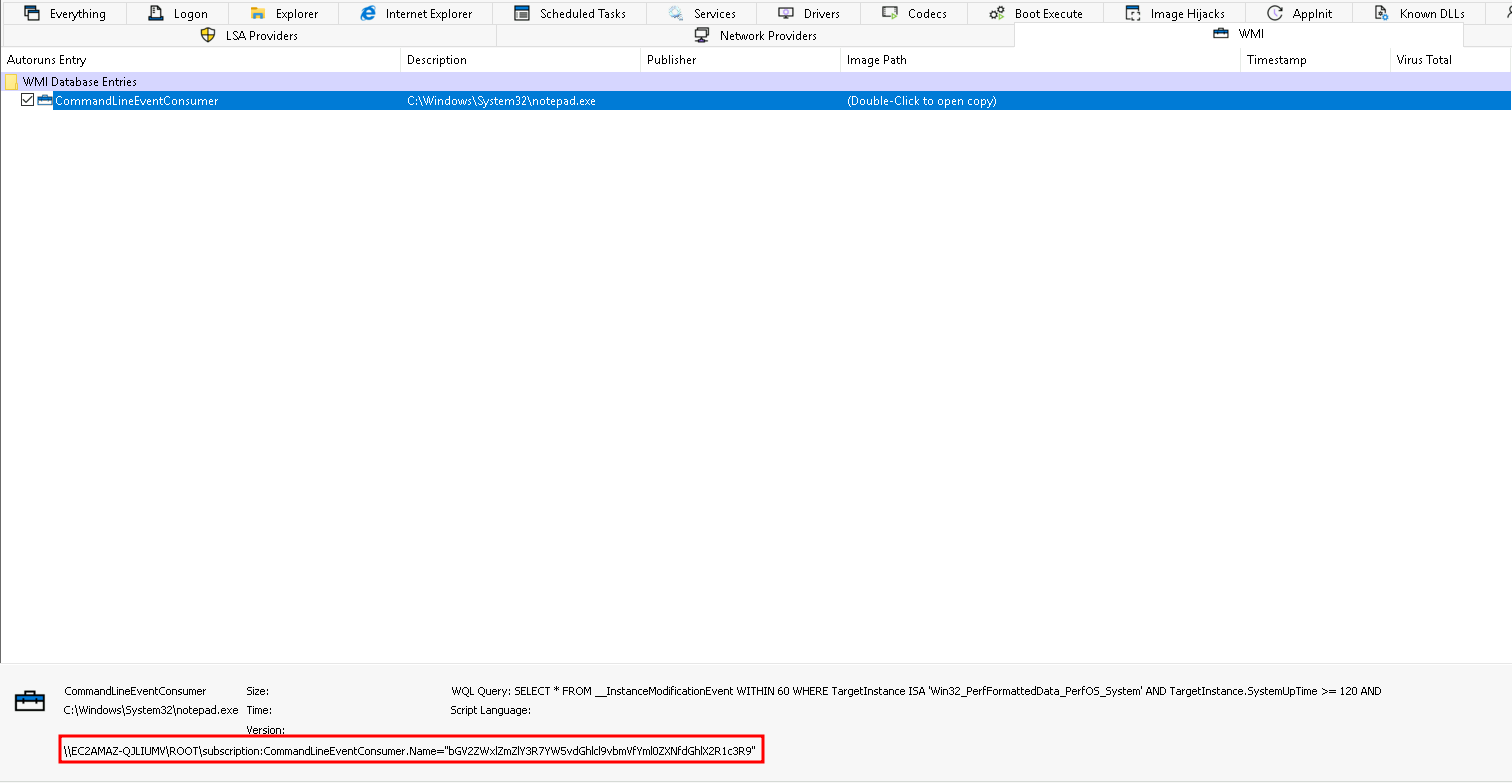 Everything Logon Explorer Internet Explorer Scheduled Tasks Services Drivers Codecs Boot Execute Image Hijacks AppInit Known DLLs
LSA Providers Network Providers WMI
Autoruns Entry Description Publisher Image Path Timestamp Virus Total
WMI Database Entries
CommandLineEventConsumer C:\Windows\System32\notepad.exe (Double-Click to open copy)
CommandLineEventConsumer Size: WQL Query: SELECT * FROM __InstanceModificationEvent WITHIN 60 WHERE TargetInstance ISA 'Win32_PerfFormattedData_PerfOS_System' AND TargetInstance.SystemUpTime >= 120 AND
C:\Windows\System32\notepad.exe Time: Script Language:
Version:
\\EC2AMAZ-QJLIUMV\ROOT\subscription:CommandLineEventConsumer.Name="bGV2ZWxlZmZlY3R7YW5vdGhlcl9vbmVfYml0ZXNfdGhlX2R1c3R9"